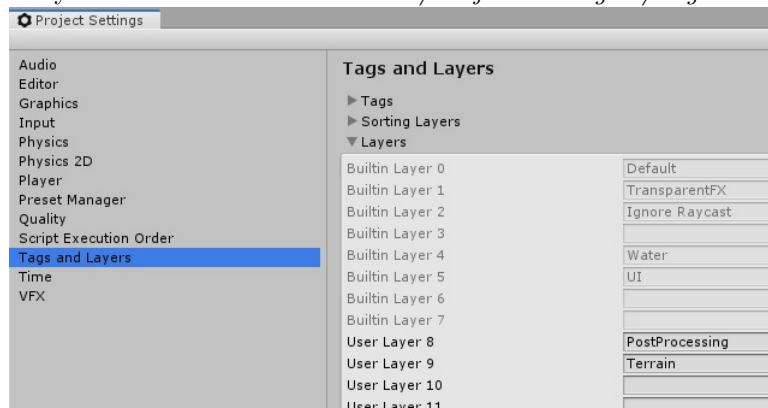 Project Settings
Audio
Editor
Graphics
Input
Physics
Physics 2D
Player
Preset Manager
Quality
Script Execution Order
Tags and Layers
Time
VFX
Tags and Layers
Tags
Sorting Layers
Layers
Builtin Layer 0 Default
Builtin Layer 1 TransparentFX
Builtin Layer 2 Ignore Raycast
Builtin Layer 3
Builtin Layer 4 Water
Builtin Layer 5 UI
Builtin Layer 6
Builtin Layer 7
User Layer 8 PostProcessing
User Layer 9 Terrain
User Layer 10
User Layer 11